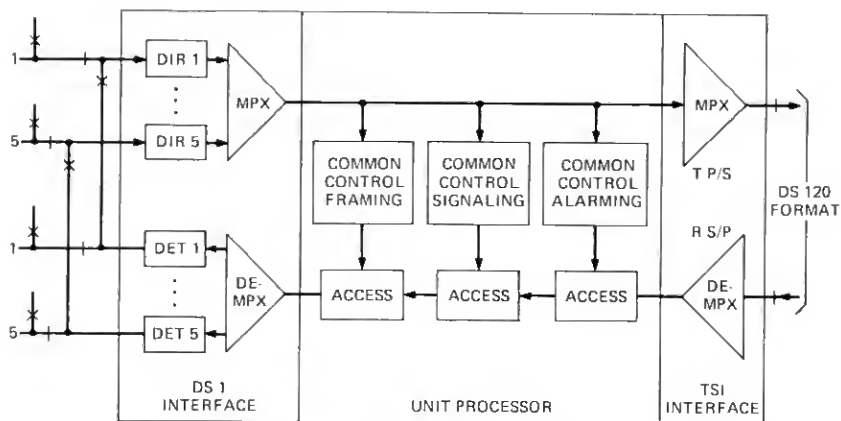 1
DIR 1
MPX
5
DIR 5
MPX
COMMON
CONTROL
FRAMING
COMMON
CONTROL
SIGNALING
COMMON
CONTROL
ALARMING
T P/S
DS 120
FORMAT
R S/P
1
DET 1
DE-
MPX
ACCESS
ACCESS
ACCESS
DE-
MPX
5
DET 5
DS 1
INTERFACE
UNIT PROCESSOR
TSI
INTERFACE